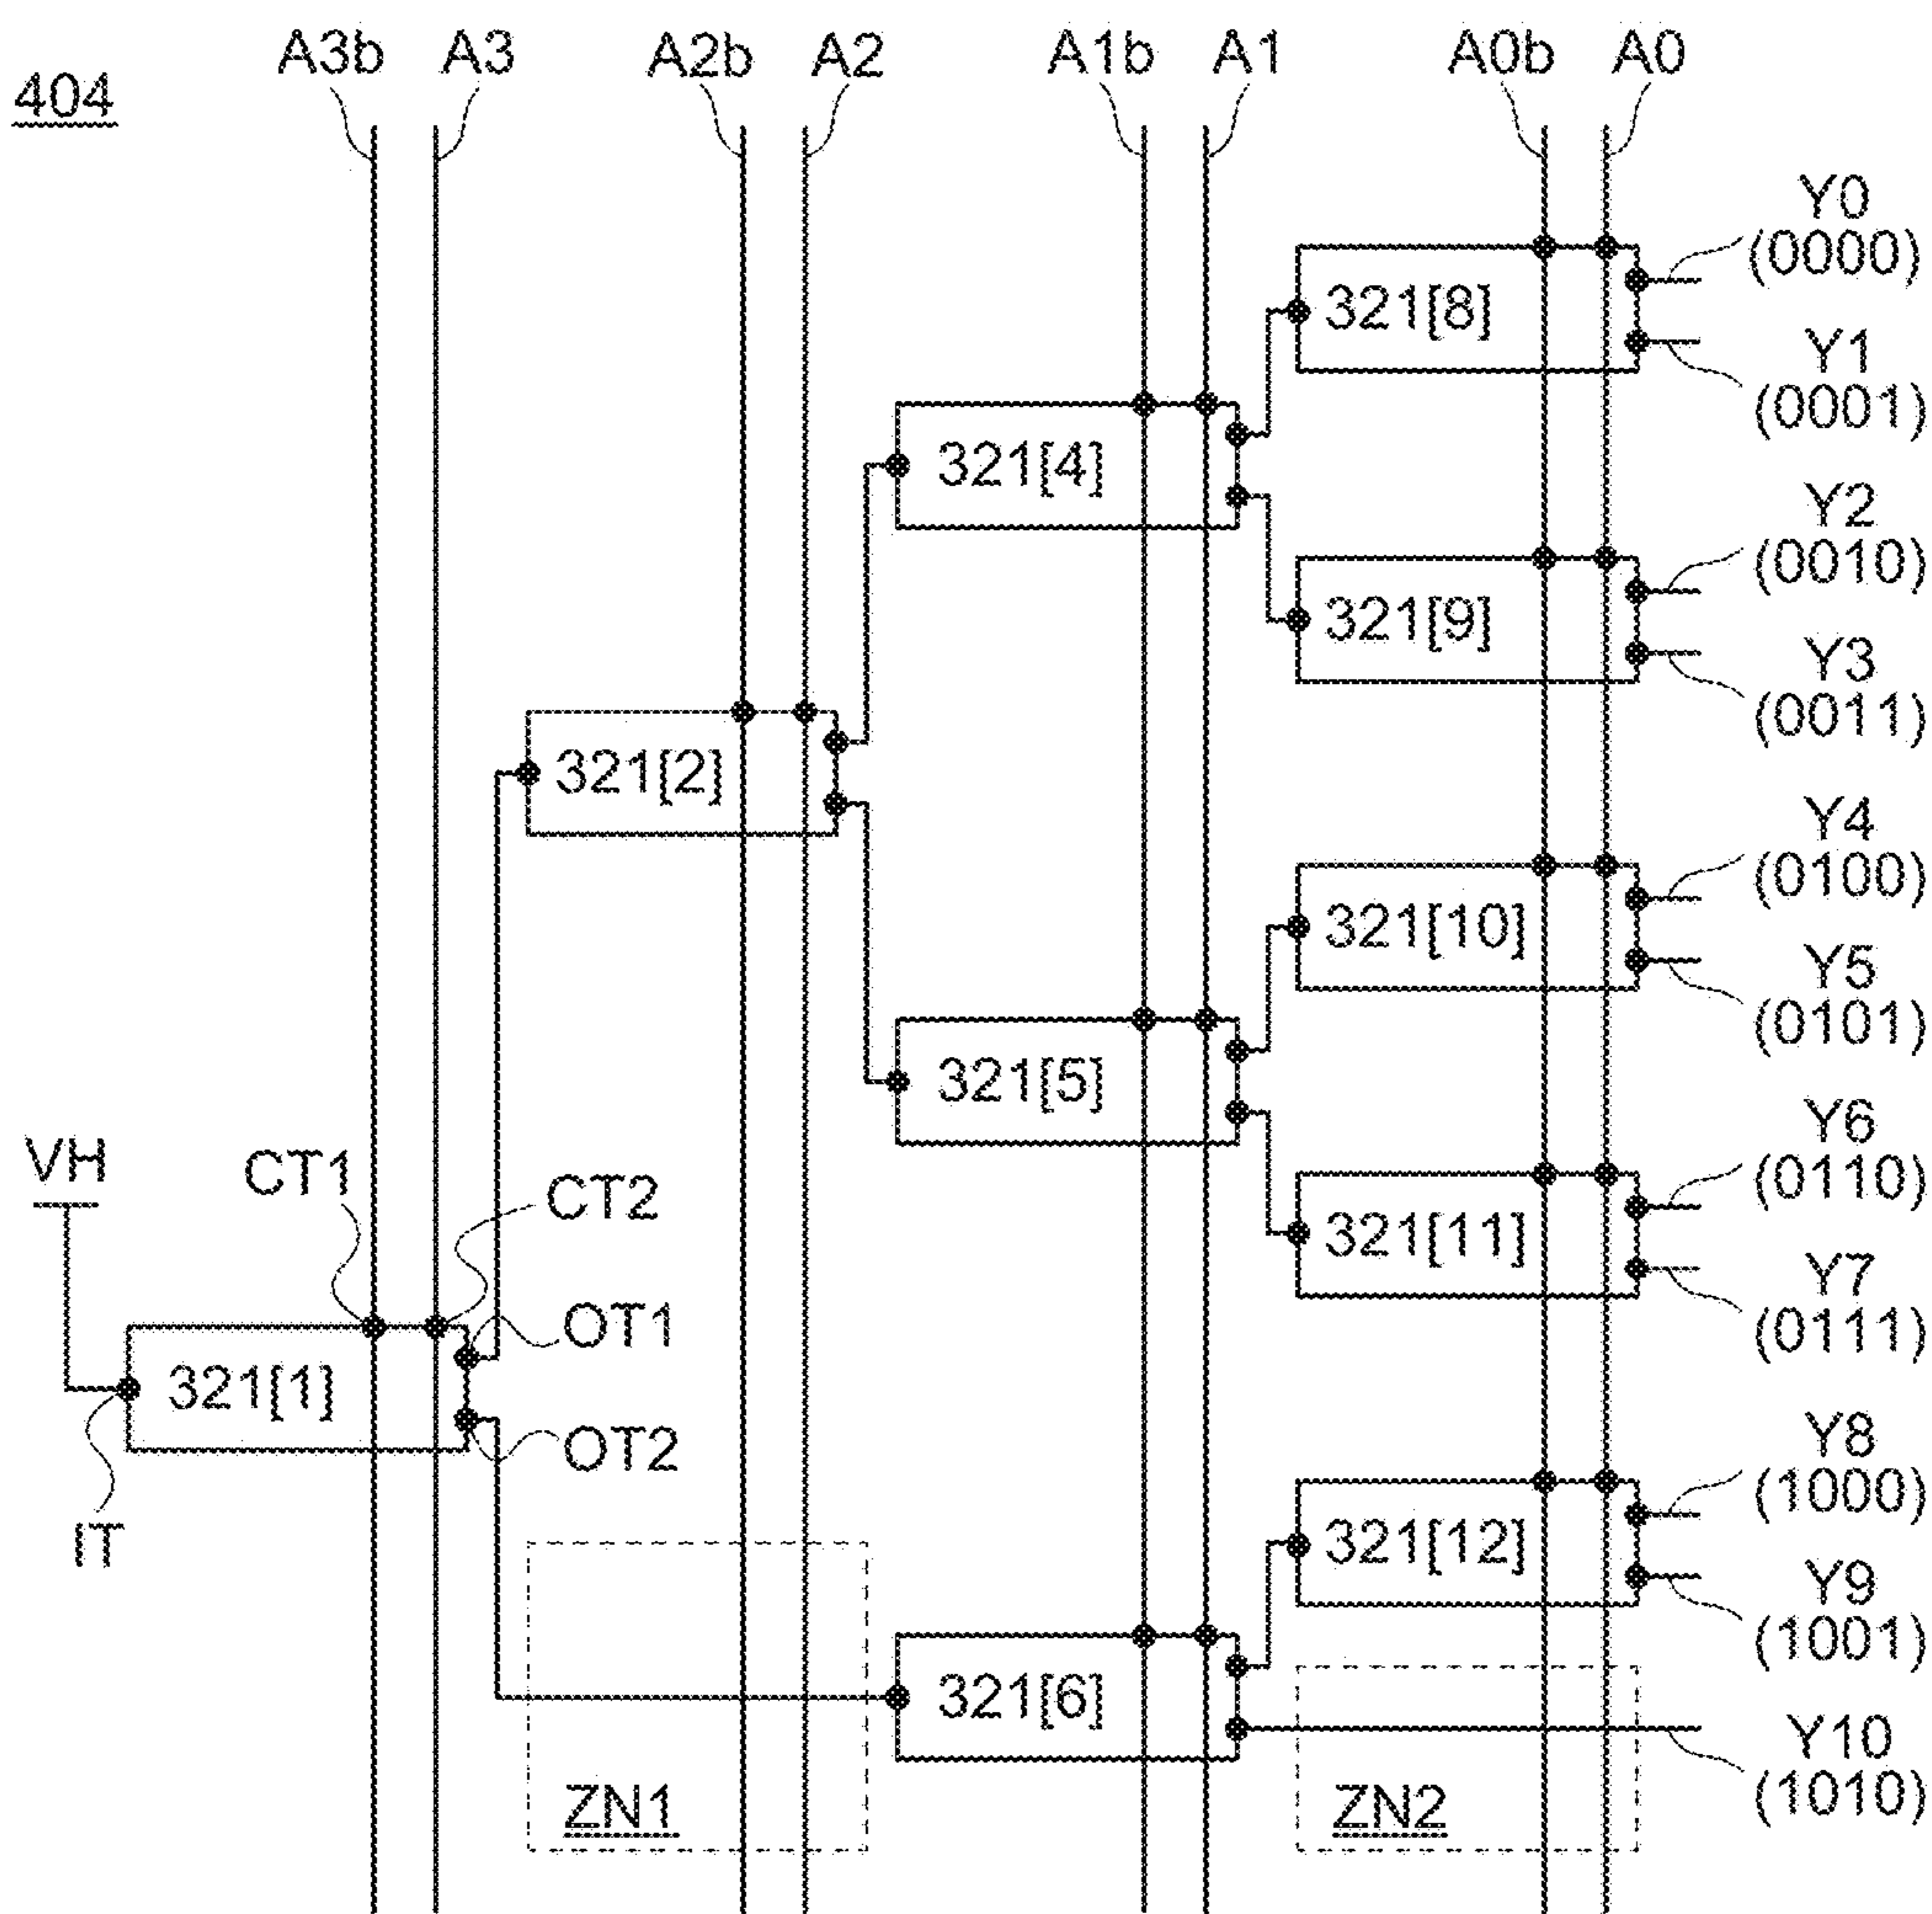 404
A3b A3 A2b A2 A1b A1 A0b A0
Y0
(0000)
321[8]
Y1
(0001)
321[4]
Y2
(0010)
321[9]
Y3
(0011)
321[2]
Y4
(0100)
321[10]
Y5
(0101)
321[5]
Y6
(0110)
VH
CT1
CT2
321[11]
Y7
(0111)
OT1
321[1]
OT2
Y8
(1000)
IT
321[12]
Y9
(1001)
321[6]
Y10
(1010)
ZN1
ZN2